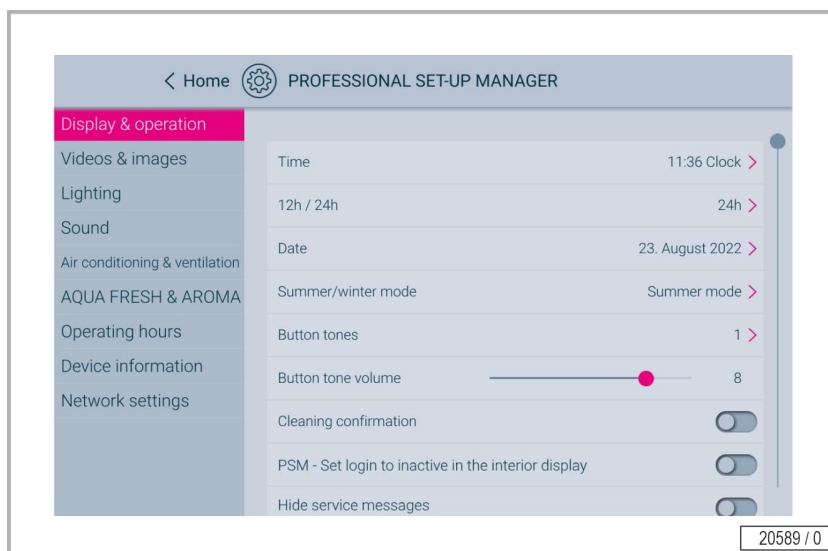 < Home PROFESSIONAL SET-UP MANAGER
Display & operation
Videos & images
Lighting
Sound
Air conditioning & ventilation
AQUA FRESH & AROMA
Operating hours
Device information
Network settings
Time 11:36 Clock >
12h / 24h 24h >
Date 23. August 2022 >
Summer/winter mode Summer mode >
Button tones 1 >
Button tone volume 8
Cleaning confirmation
PSM - Set login to inactive in the interior display
Hide service messages
20589 / 0